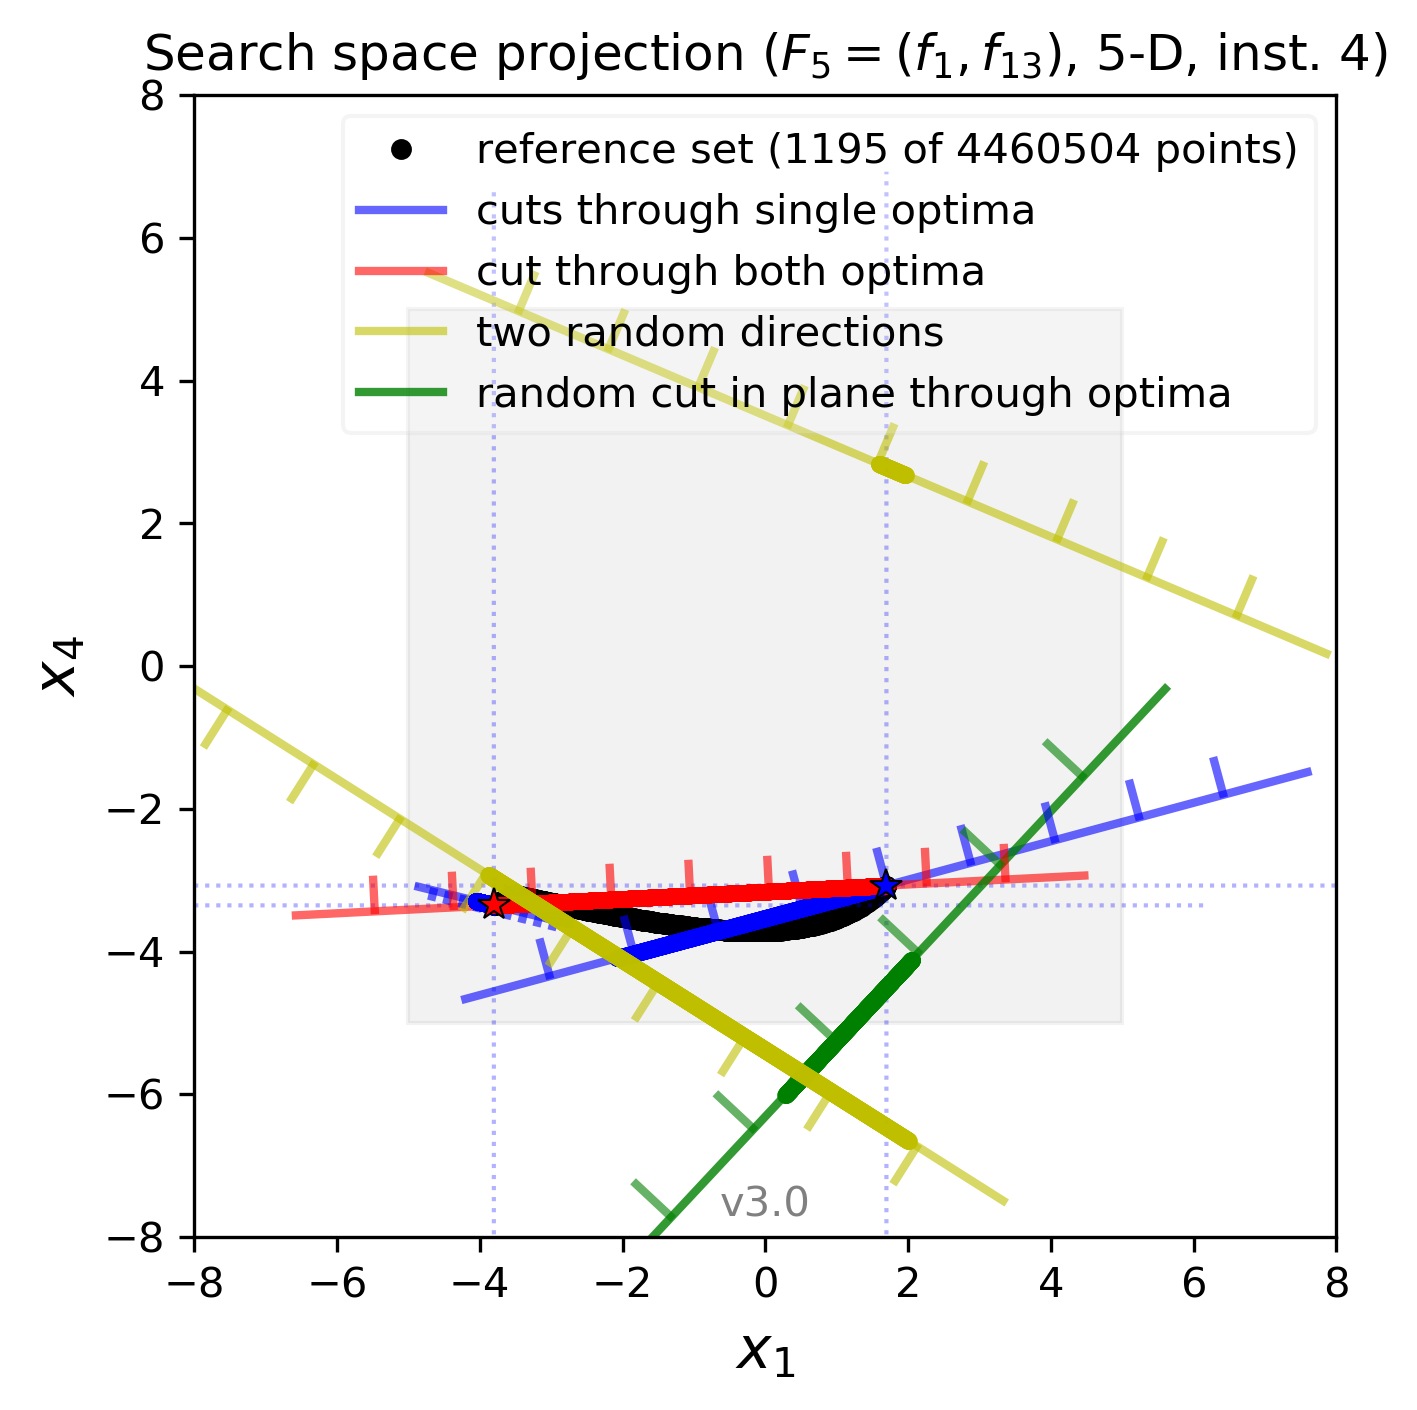 Search space projection (F₅ = (f₁, f₁₃), 5-D, inst. 4)
reference set (1195 of 4460504 points)
cuts through single optima
cut through both optima
two random directions
random cut in plane through optima
8
6
4
2
0
−2
−4
−6
−8
x₄
v3.0
−8 −6 −4 −2 0 2 4 6 8
x₁